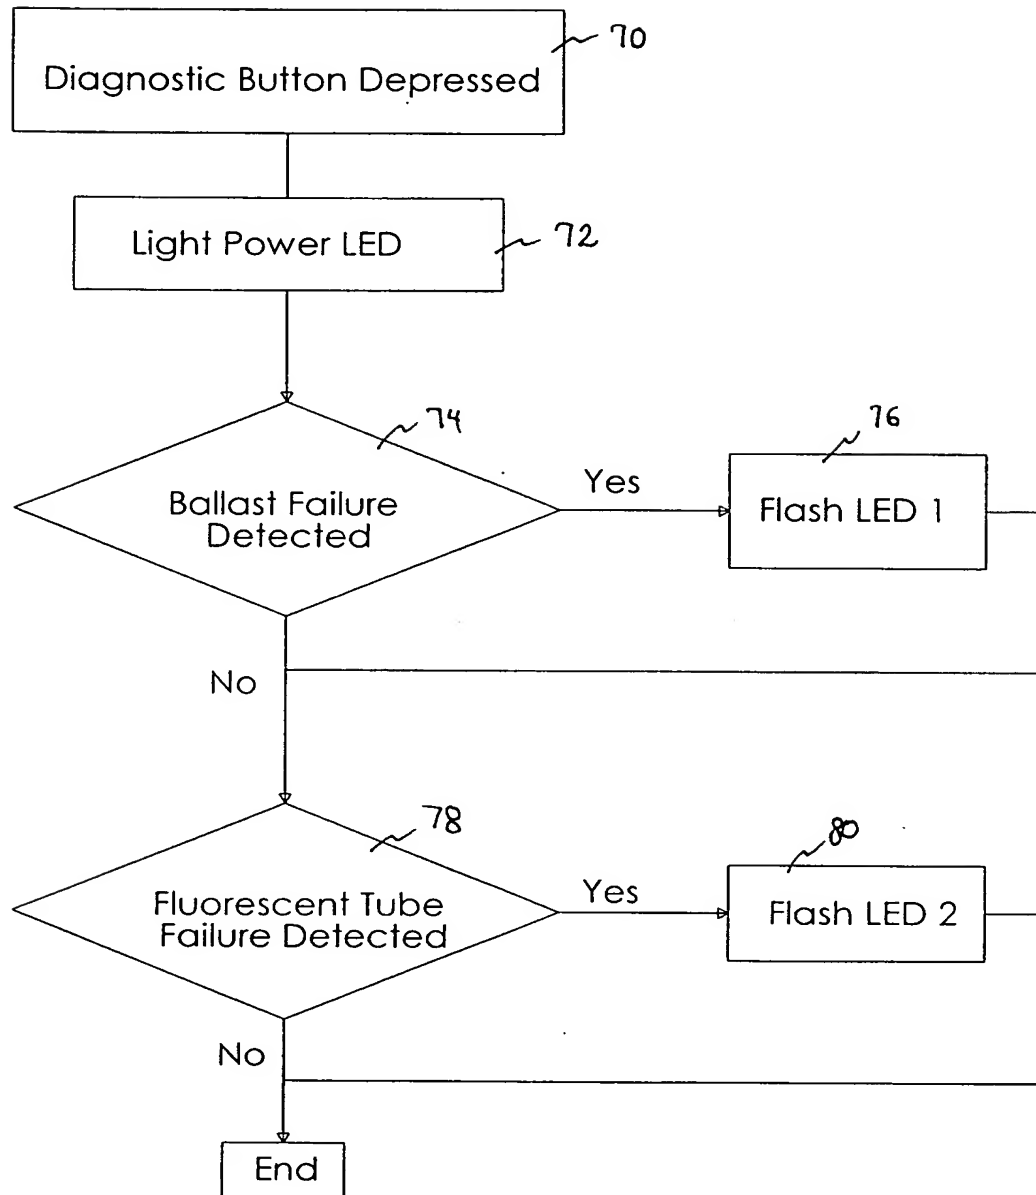 70
Diagnostic Button Depressed
Light Power LED
72
74
Ballast Failure
Detected
Yes
76
Flash LED 1
No
78
Fluorescent Tube
Failure Detected
Yes
80
Flash LED 2
No
End